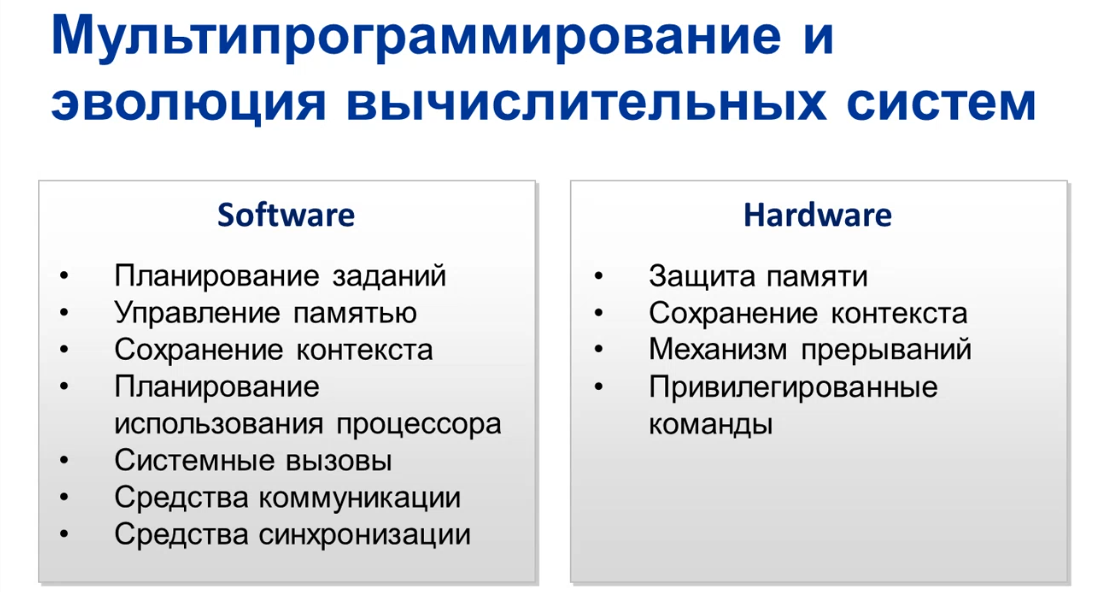 Мультипрограммирование и
эволюция вычислительных систем
Software
• Планирование заданий
• Управление памятью
• Сохранение контекста
• Планирование
использования процессора
• Системные вызовы
• Средства коммуникации
• Средства синхронизации
Hardware
• Защита памяти
• Сохранение контекста
• Механизм прерываний
• Привилегированные
команды